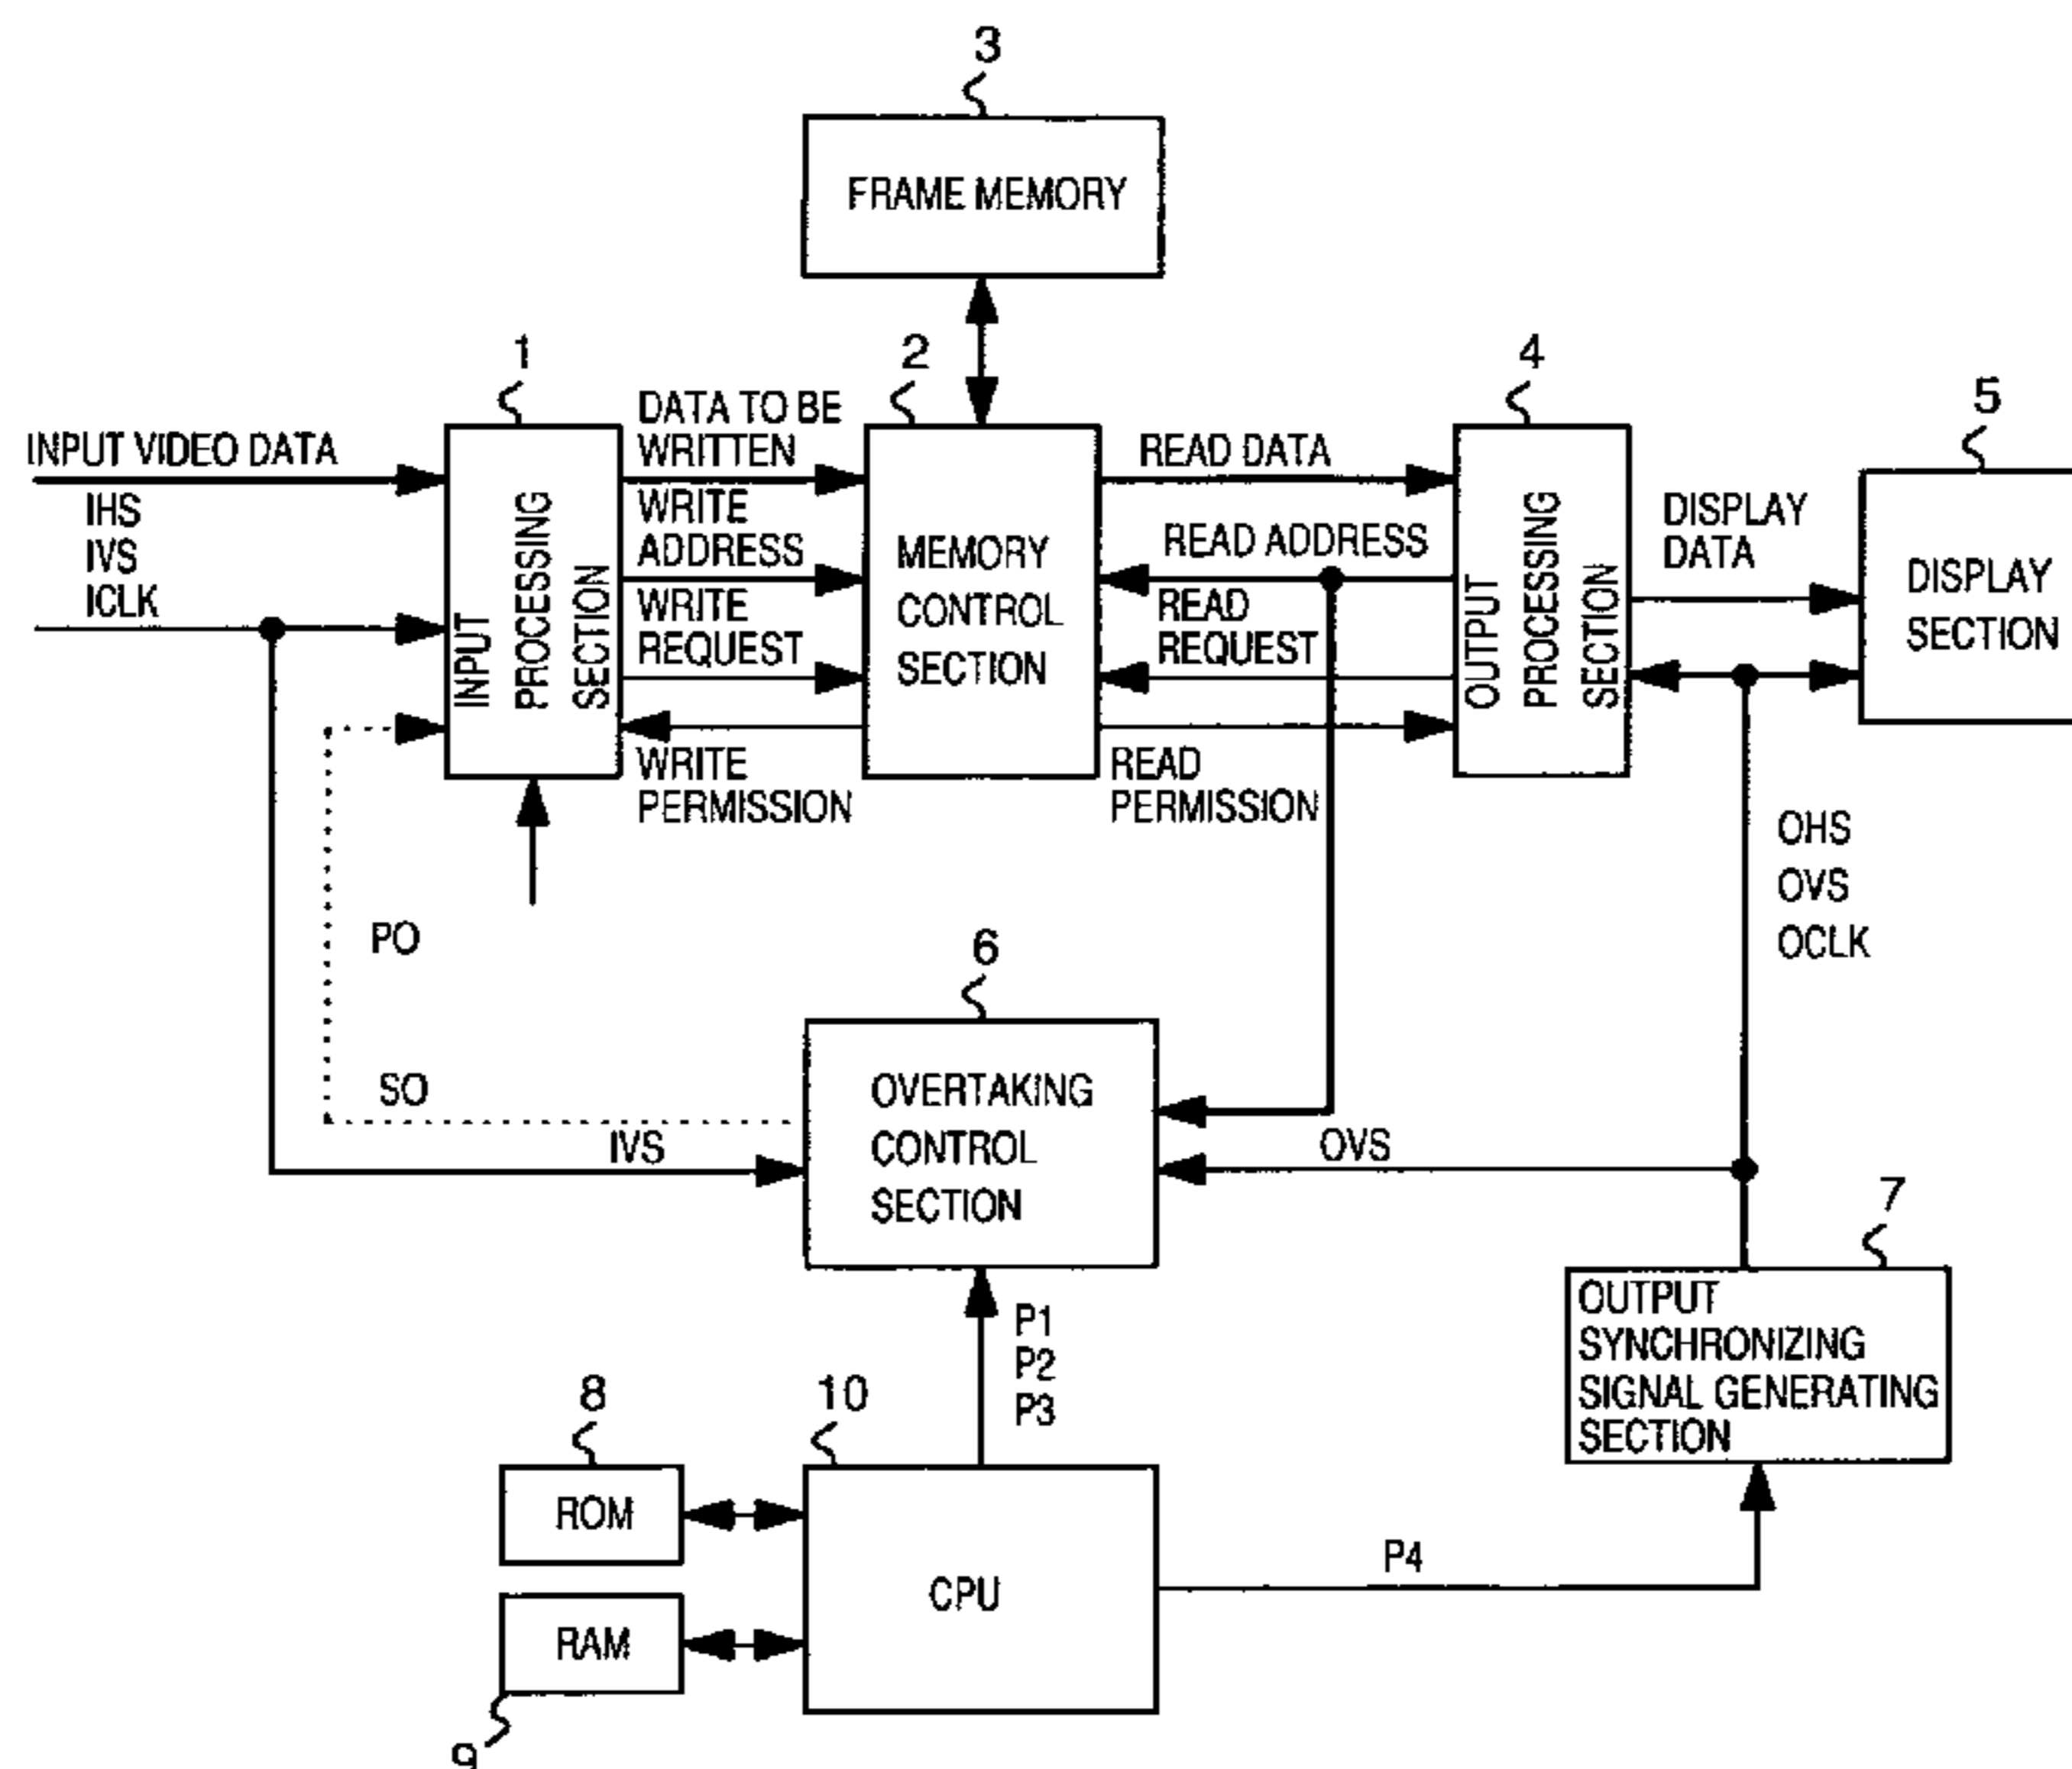 3
FRAME MEMORY
1
2
4
5
INPUT VIDEO DATA
IHS
IVS
ICLK
INPUT
PROCESSING
SECTION
DATA TO BE
WRITTEN
WRITE
ADDRESS
WRITE
REQUEST
WRITE
PERMISSION
MEMORY
CONTROL
SECTION
READ DATA
READ ADDRESS
READ
REQUEST
READ
PERMISSION
OUTPUT
PROCESSING
SECTION
DISPLAY
DATA
DISPLAY
SECTION
OHS
OVS
OCLK
PO
SO
IVS
6
OVERTAKING
CONTROL
SECTION
OVS
7
OUTPUT
SYNCHRONIZING
SIGNAL GENERATING
SECTION
P1
P2
P3
8
ROM
10
CPU
P4
RAM
9